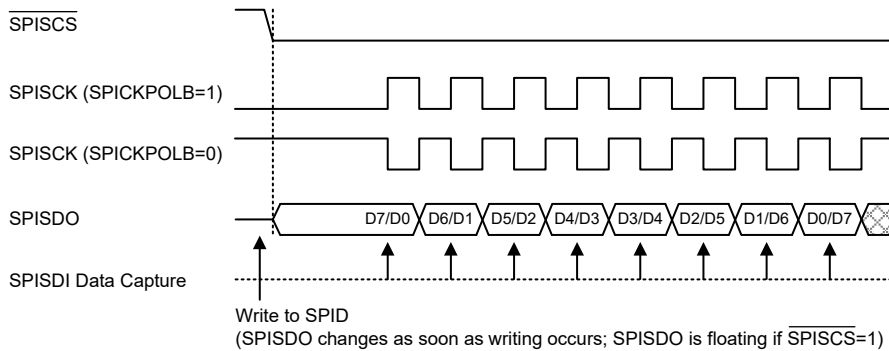 SPISCS
SPISCK (SPICKPOLB=1)
SPISCK (SPICKPOLB=0)
SPISDO
D7/D0 D6/D1 D5/D2 D4/D3 D3/D4 D2/D5 D1/D6 D0/D7
SPISDI Data Capture
Write to SPID
(SPISDO changes as soon as writing occurs; SPISDO is floating if SPISCS=1)